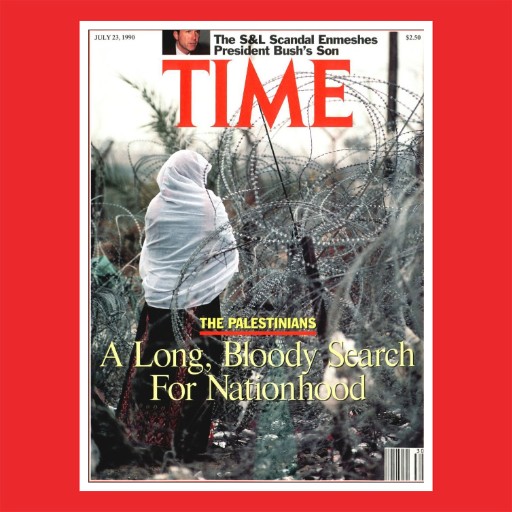 JULY 23, 1990
The S&L Scandal Enmeshes
President Bush's Son
$2.50
TIME
THE PALESTINIANS
A Long, Bloody Search
For Nationhood
30